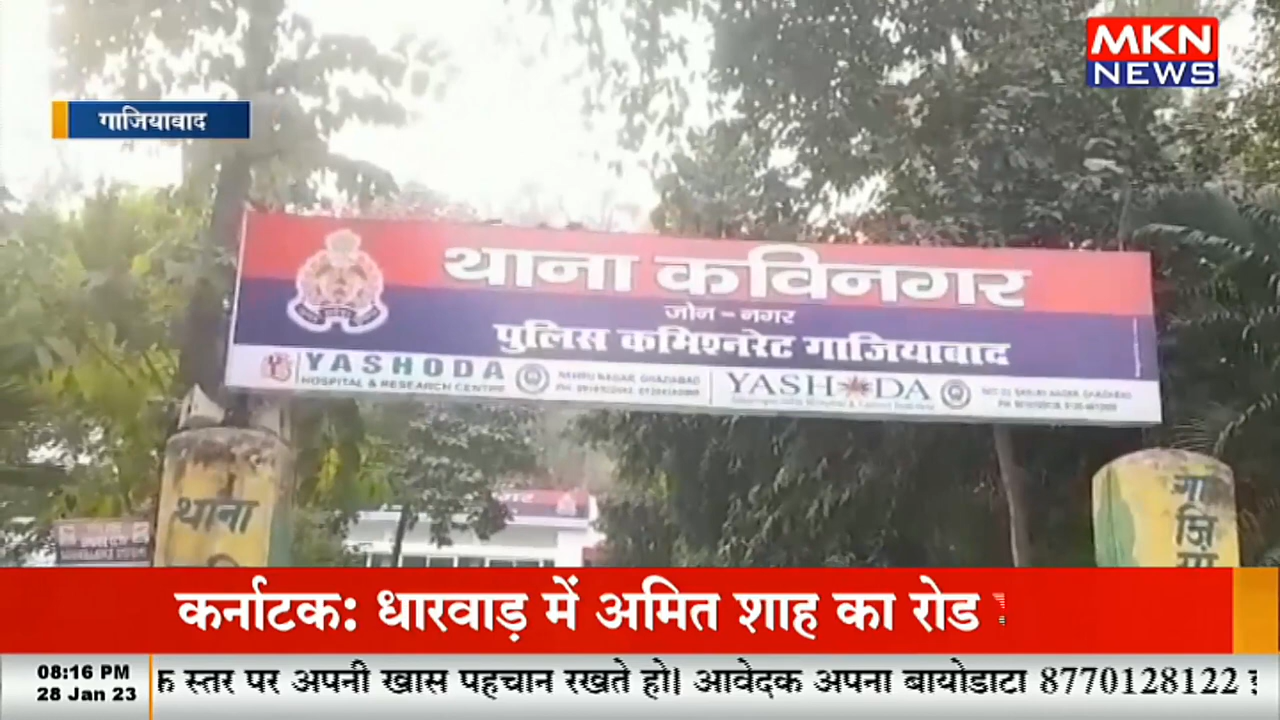 MKN
NEWS
गाजियाबाद
थाना कविनगर
जोन - नगर
पुलिस कमिश्नरेट गाजियाबाद
YASHODA
HOSPITAL & RESEARCH CENTRE
NEHRU NAGAR, GHAZIABAD
YASHODA
थाना
गा
ज़ि
कर्नाटक: धारवाड़ में अमित शाह का रोड
08:16 PM
28 Jan 23
स्तर पर अपनी खास पहचान रखते हो। आवेदक अपना बायोडाटा 8770128122